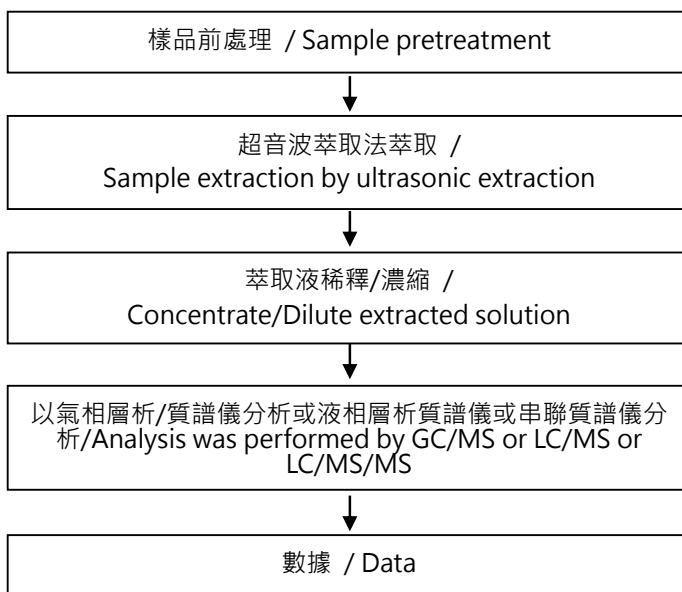 樣品前處理 / Sample pretreatment
超音波萃取法萃取 /
Sample extraction by ultrasonic extraction
萃取液稀釋/濃縮 /
Concentrate/Dilute extracted solution
以氣相層析/質譜儀分析或液相層析質譜儀或串聯質譜儀分
析/Analysis was performed by GC/MS or LC/MS or
LC/MS/MS
數據 / Data